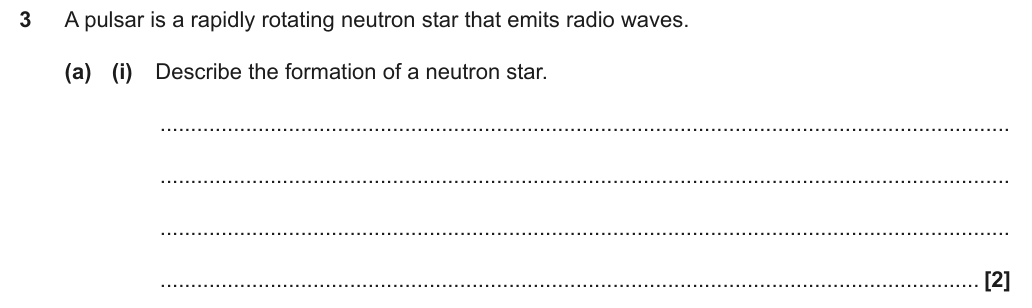 3 A pulsar is a rapidly rotating neutron star that emits radio waves.
(a) (i) Describe the formation of a neutron star.
..........................................................................................................................................
..........................................................................................................................................
..........................................................................................................................................
..................................................................................................................................... [2]